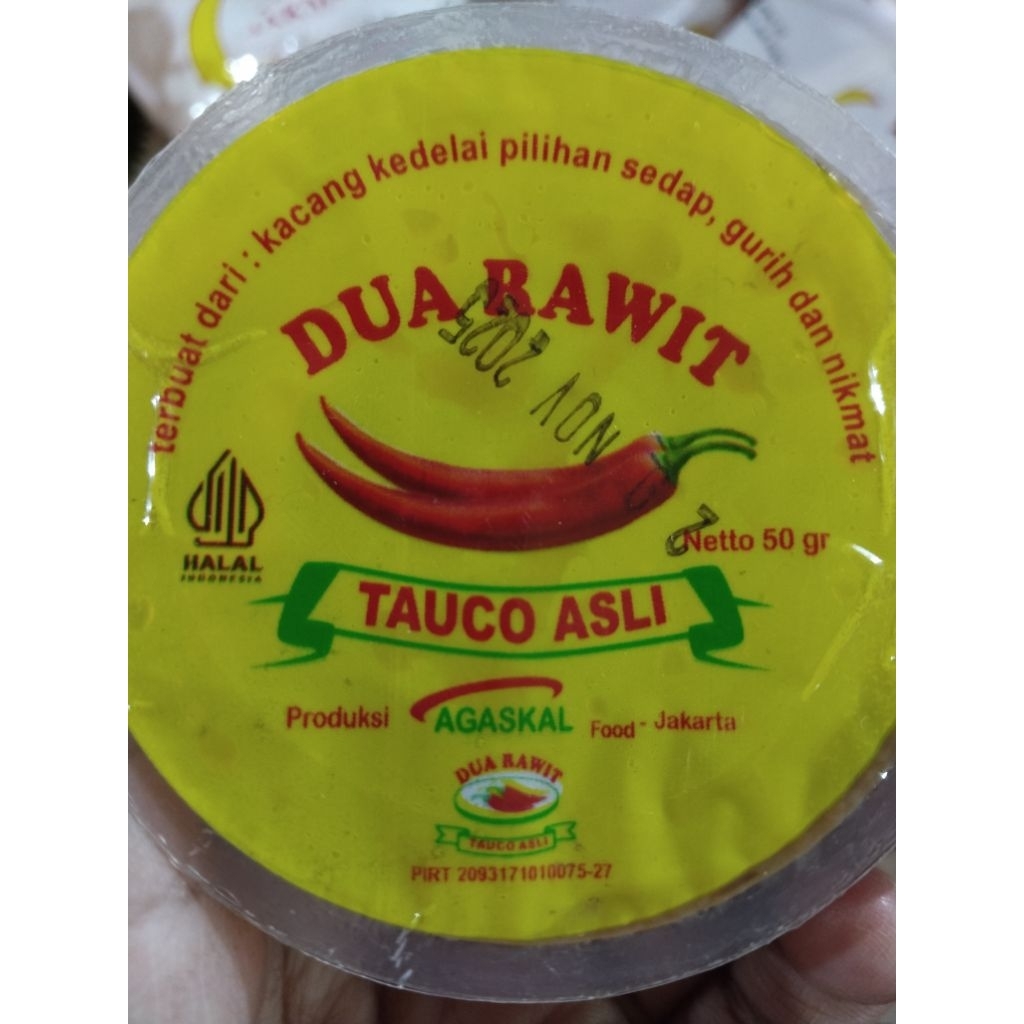 terbuat dari : kacang kedelai pilihan sedap, gurih dan nikmat
DUA RAWIT
NOV 2025
HALAL
INDONESIA
Netto 50 gr
TAUCO ASLI
Produksi AGASKAL Food - Jakarta
DUA RAWIT
TAUCO ASLI
PIRT 2093171010075-27